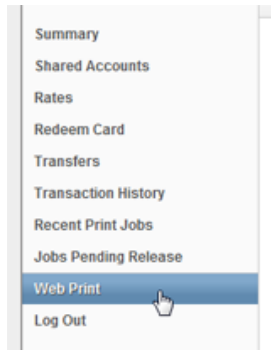 Summary
Shared Accounts
Rates
Redeem Card
Transfers
Transaction History
Recent Print Jobs
Jobs Pending Release
Web Print
Log Out